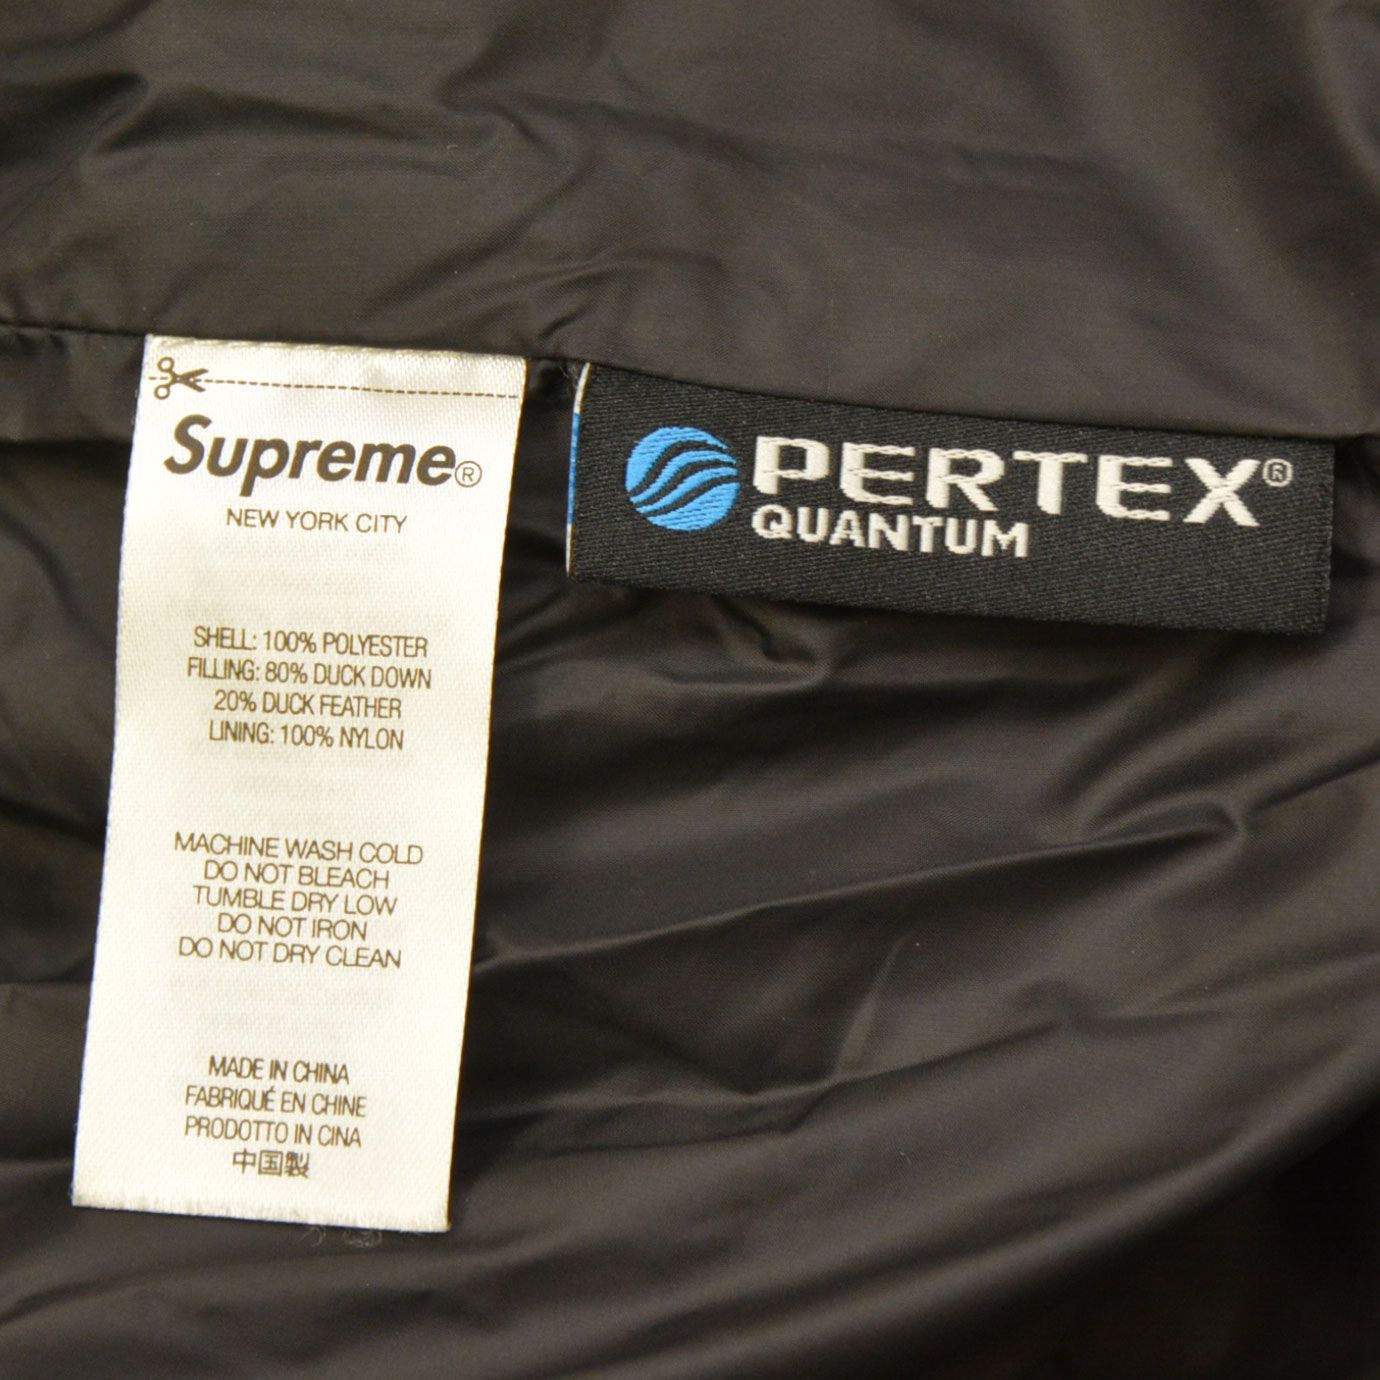 Supreme®
NEW YORK CITY
SHELL: 100% POLYESTER
FILLING: 80% DUCK DOWN
20% DUCK FEATHER
LINING: 100% NYLON
MACHINE WASH COLD
DO NOT BLEACH
TUMBLE DRY LOW
DO NOT IRON
DO NOT DRY CLEAN
MADE IN CHINA
FABRIQUÉ EN CHINE
PRODOTTO IN CINA
中国製
PERTEX®
QUANTUM